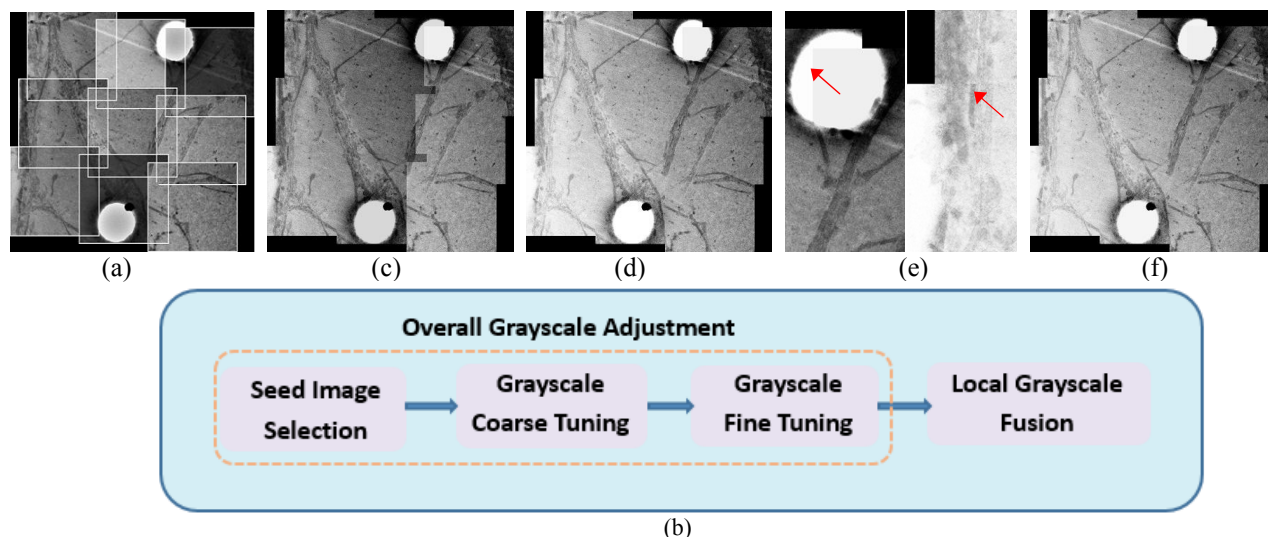 (a)
(c)
(d)
(e)
(f)
Overall Grayscale Adjustment
Seed Image
Selection
Grayscale
Coarse Tuning
Grayscale
Fine Tuning
Local Grayscale
Fusion
(b)